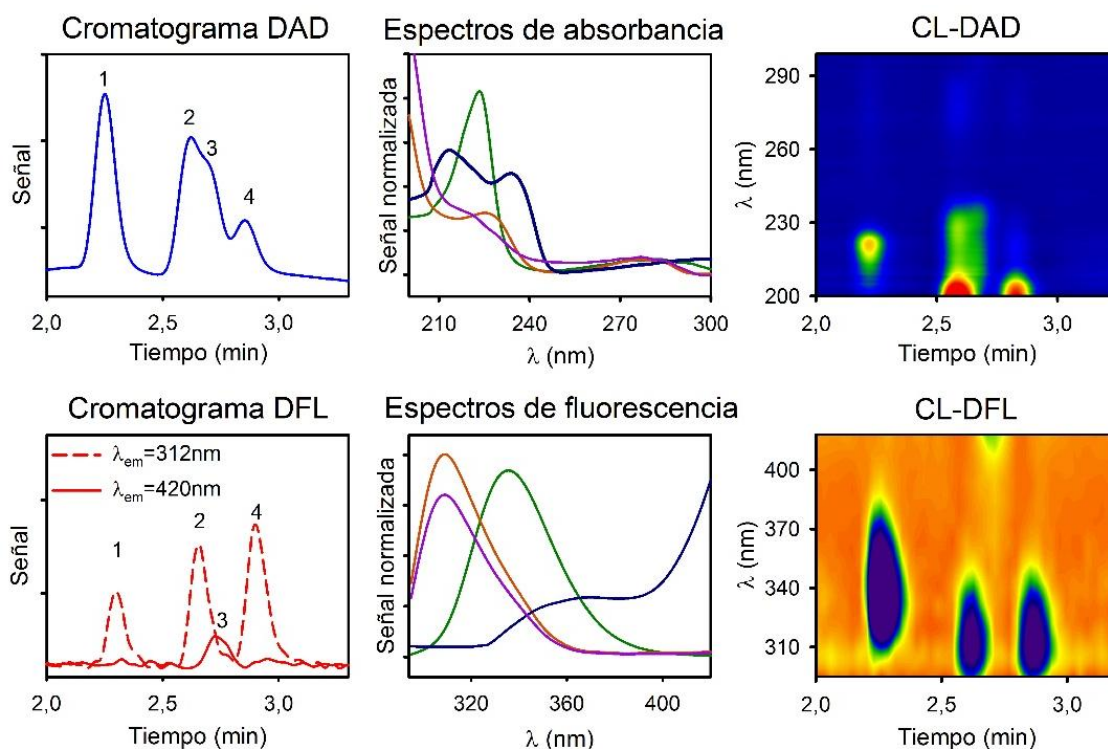 Cromatograma DAD
Señal
1
2
3
4
2,0 2,5 3,0
Tiempo (min)
Espectros de absorbancia
Señal normalizada
210 240 270 300
λ (nm)
CL-DAD
λ (nm)
290
260
230
200
2,0 2,5 3,0
Tiempo (min)
Cromatograma DFL
Señal
λem=312nm
λem=420nm
1
2
3
4
2,0 2,5 3,0
Tiempo (min)
Espectros de fluorescencia
Señal normalizada
320 360 400
λ (nm)
CL-DFL
λ (nm)
400
370
340
310
2,0 2,5 3,0
Tiempo (min)